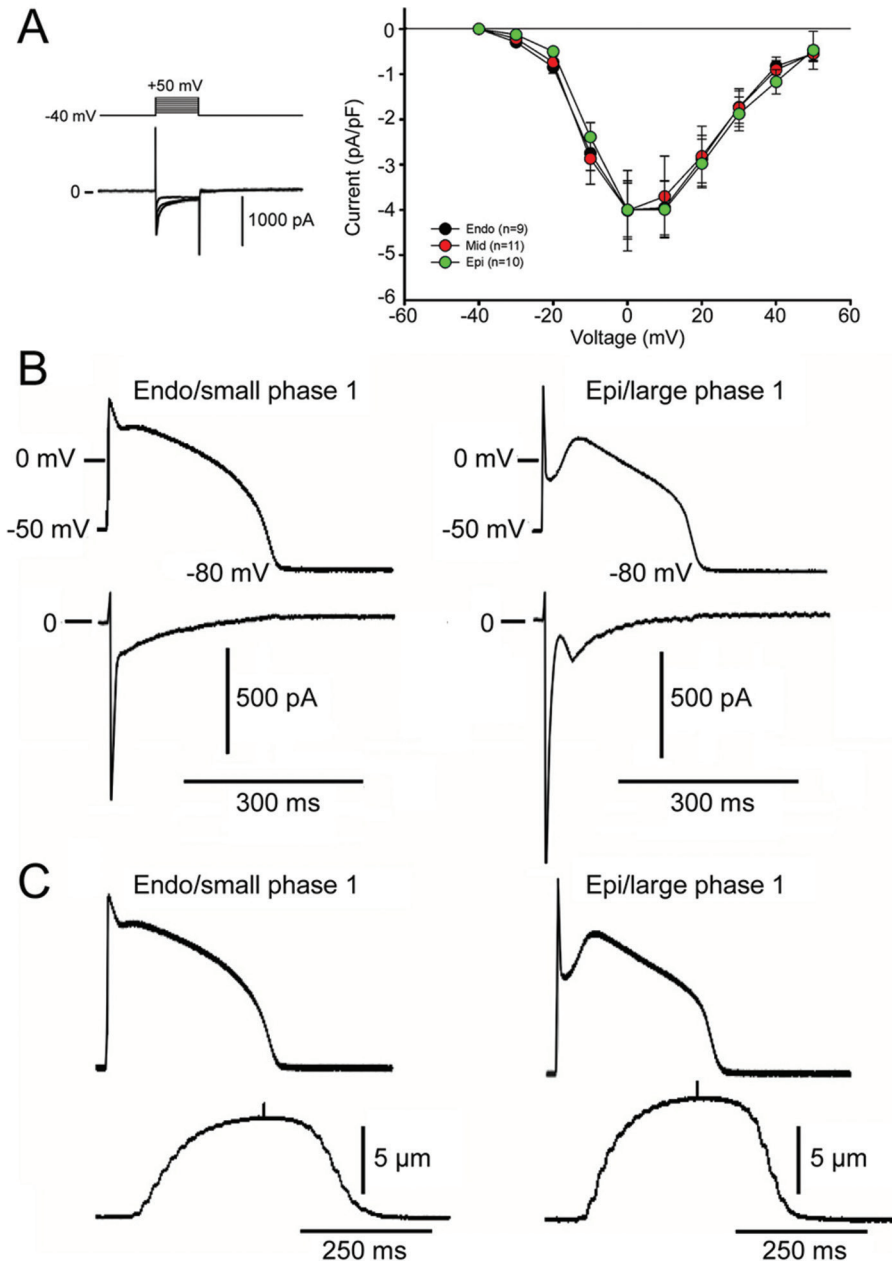 A
+50 mV
-40 mV
0
1000 pA
0
-1
-2
-3
-4
-5
-6
Current (pA/pF)
Endo (n=9)
Mid (n=11)
Epi (n=10)
-60 -40 -20 0 20 40 60
Voltage (mV)
B
Endo/small phase 1
Epi/large phase 1
0 mV
0 mV
-50 mV
-50 mV
-80 mV
-80 mV
0
0
500 pA
500 pA
300 ms
300 ms
C
Endo/small phase 1
Epi/large phase 1
5 μm
5 μm
250 ms
250 ms